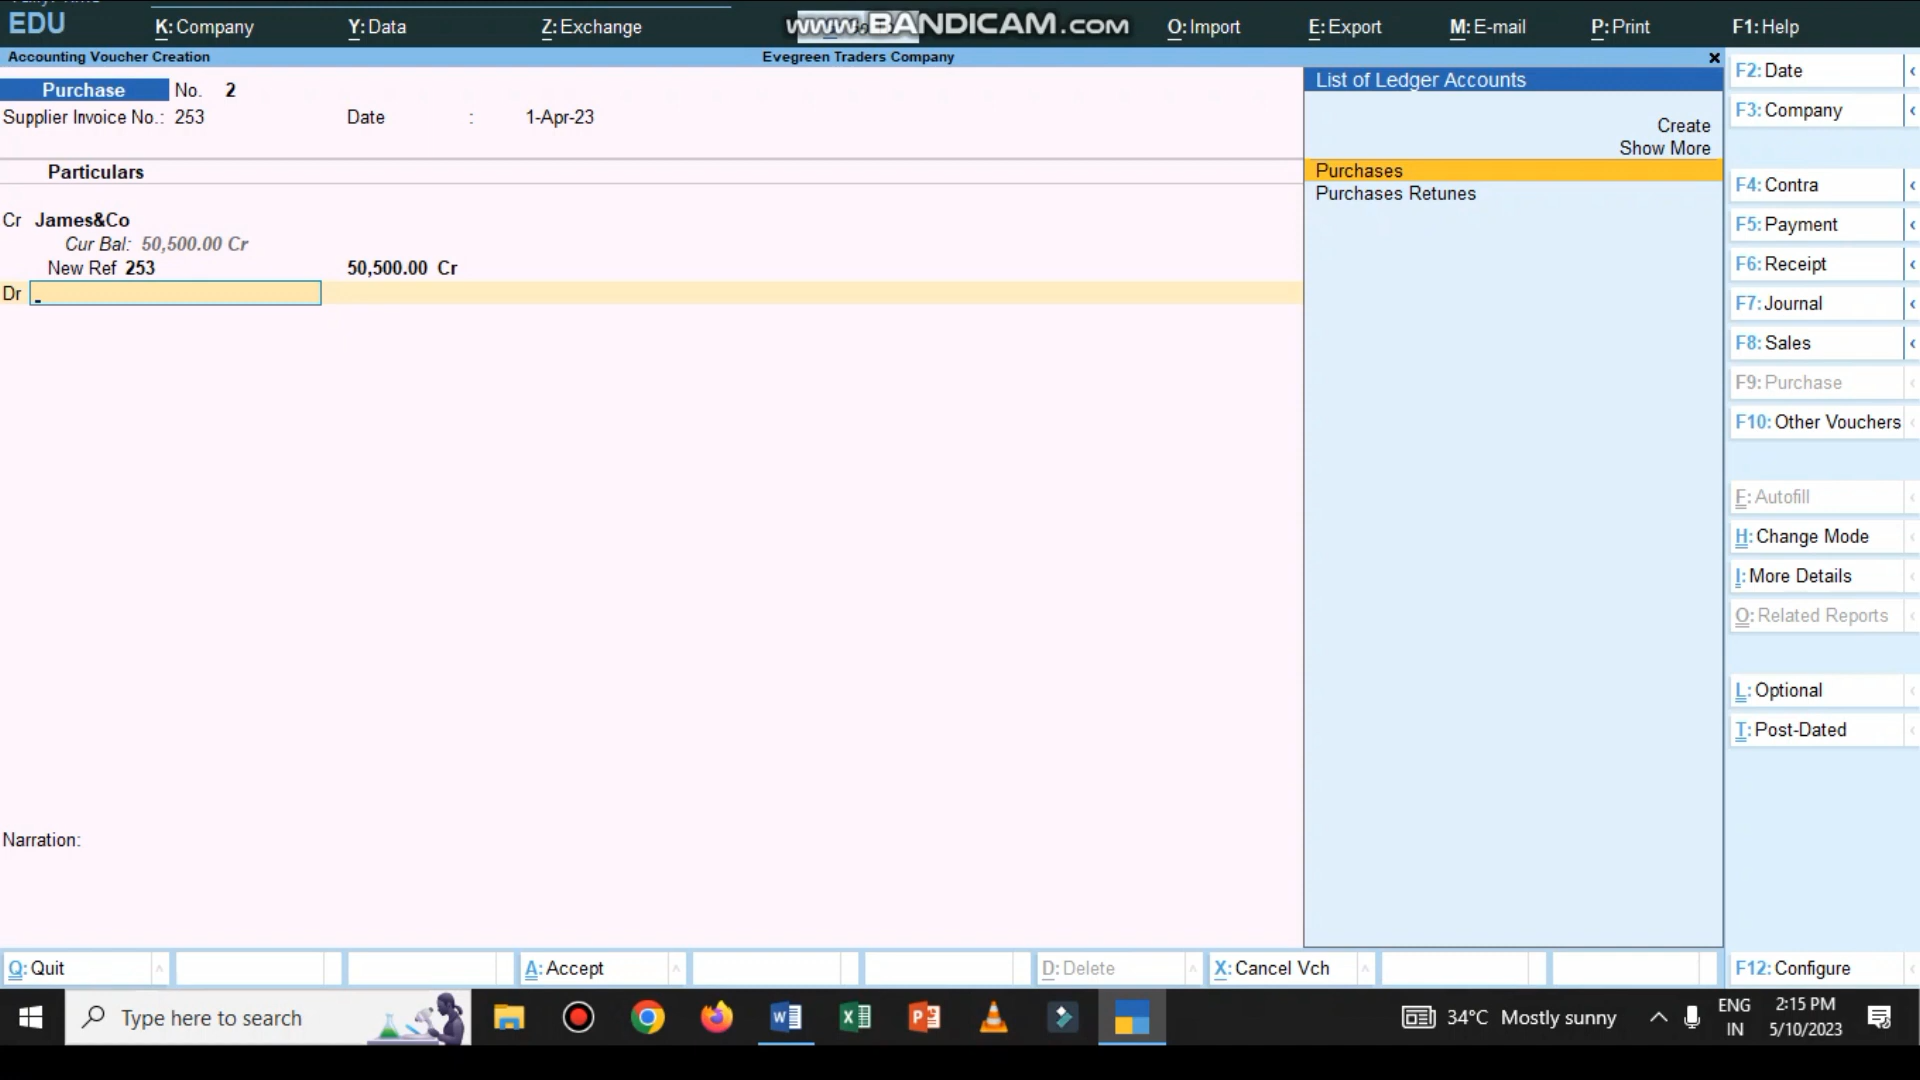 EDU
K: Company
Y: Data
Z: Exchange
www.BANDICAM.com
O: Import
E: Export
M: E-mail
P: Print
F1: Help
Accounting Voucher Creation
Evegreen Traders Company
Purchase No. 2
Supplier Invoice No.: 253 Date : 1-Apr-23
Particulars
Cr James&Co
Cur Bal: 50,500.00 Cr
New Ref 253 50,500.00 Cr
Dr
Narration:
List of Ledger Accounts
Create
Show More
Purchases
Purchases Retunes
F2: Date
F3: Company
F4: Contra
F5: Payment
F6: Receipt
F7: Journal
F8: Sales
F9: Purchase
F10: Other Vouchers
F: Autofill
H: Change Mode
I: More Details
O: Related Reports
L: Optional
T: Post-Dated
Q: Quit
A: Accept
D: Delete
X: Cancel Vch
F12: Configure
Type here to search
34°C Mostly sunny
ENG
IN
2:15 PM
5/10/2023